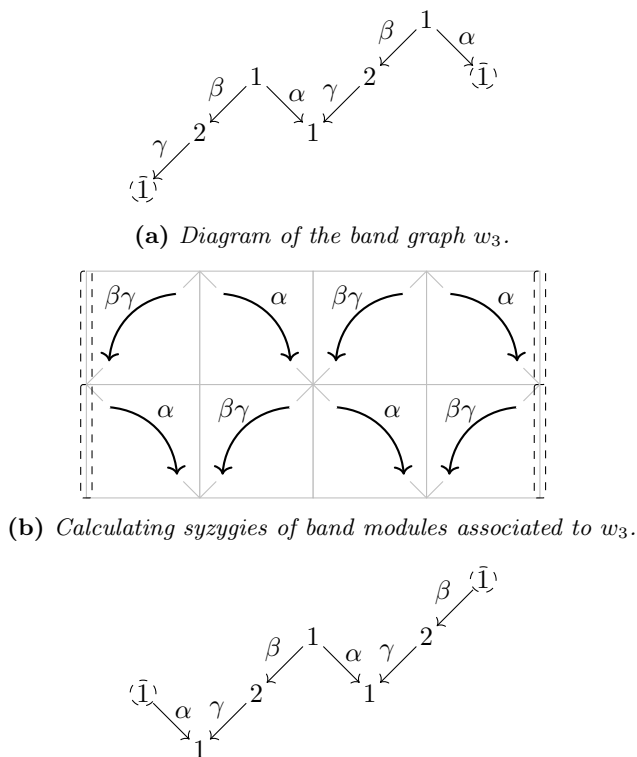 1
β α
1 2 1
β α γ
2 1
γ
1
(a) Diagram of the band graph w₃.
βγ α βγ α
α βγ α βγ
(b) Calculating syzygies of band modules associated to w₃.
1
β
1 2
β α γ
1 2 1
α γ
1